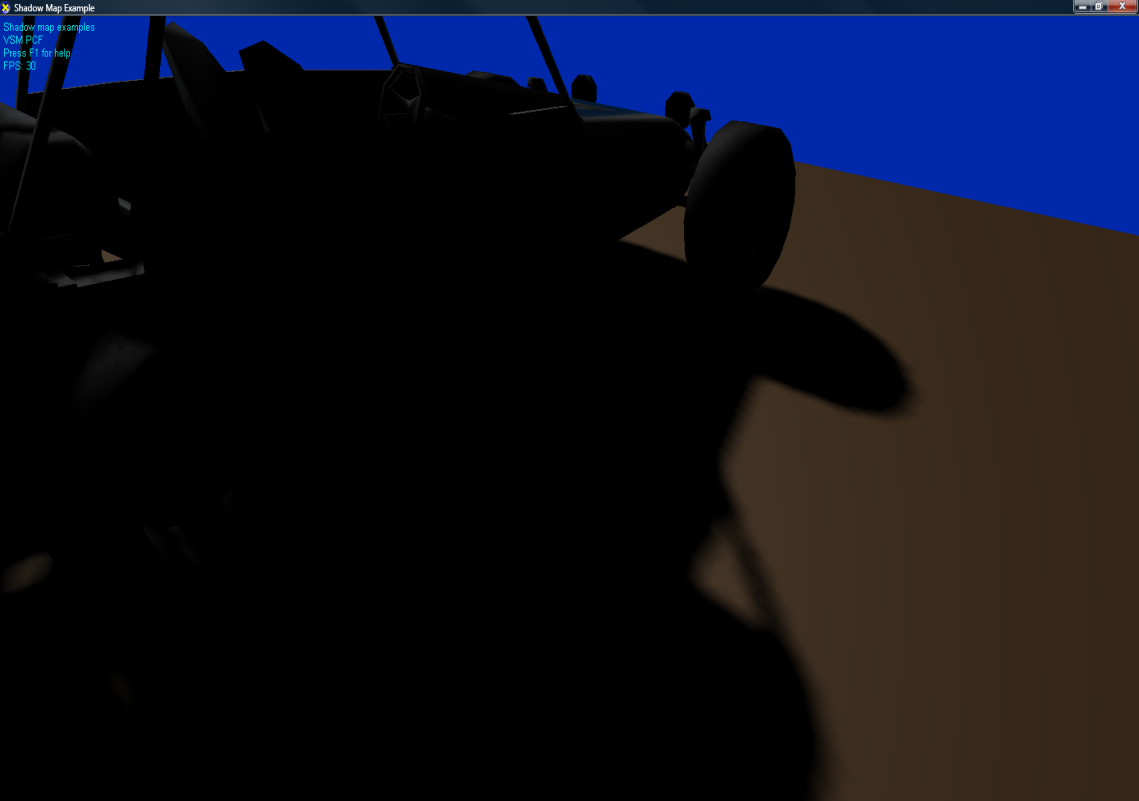 Shadow Map Example
Shadow map examples
VSM PCF
Press F1 for help
FPS: 30